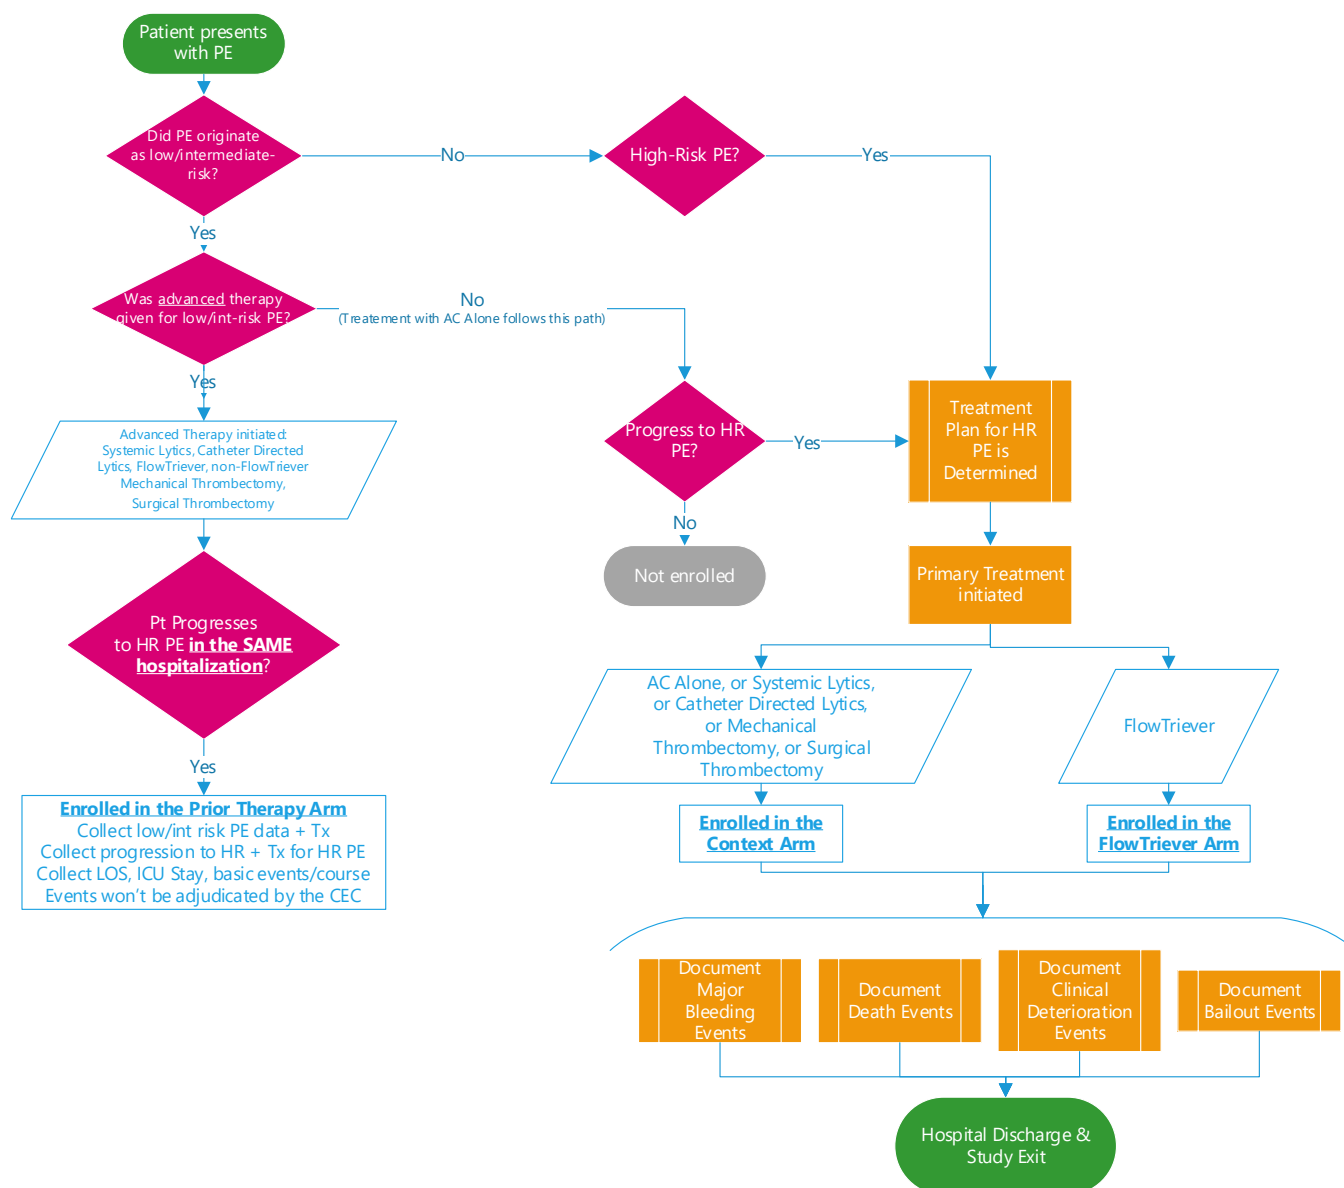 Patient presents
with PE
Did PE originate
as low/intermediate-
risk?
No
High-Risk PE?
Yes
Yes
Was advanced therapy
given for low/int-risk PE?
No
(Treatement with AC Alone follows this path)
Yes
Advanced Therapy initiated:
Systemic Lytics, Catheter Directed
Lytics, FlowTriever, non-FlowTriever
Mechanical Thrombectomy,
Surgical Thrombectomy
Progress to HR
PE?
Yes
Treatment
Plan for HR
PE is
Determined
No
Not enrolled
Primary Treatment
initiated
Pt Progresses
to HR PE in the SAME
hospitalization?
Yes
Enrolled in the Prior Therapy Arm
Collect low/int risk PE data + Tx
Collect progression to HR + Tx for HR PE
Collect LOS, ICU Stay, basic events/course
Events won't be adjudicated by the CEC
AC Alone, or Systemic Lytics,
or Catheter Directed Lytics,
or Mechanical
Thrombectomy, or Surgical
Thrombectomy
FlowTriever
Enrolled in the
Context Arm
Enrolled in the
FlowTriever Arm
Document
Major
Bleeding
Events
Document
Death Events
Document
Clinical
Deterioration
Events
Document
Bailout Events
Hospital Discharge &
Study Exit